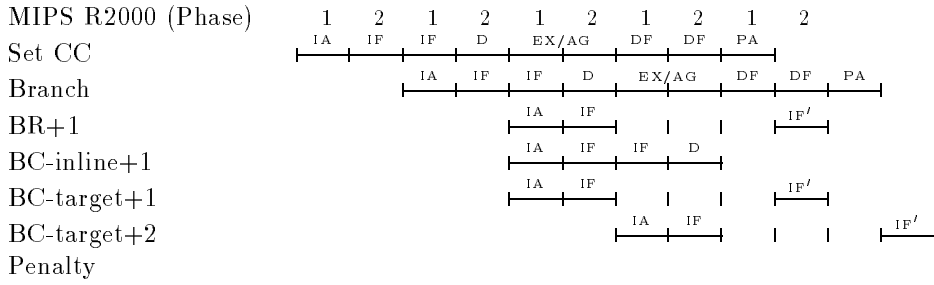 MIPS R2000 (Phase) 1 2 1 2 1 2 1 2 1 2
Set CC IA IF IF D EX/AG DF DF PA
Branch IA IF IF D EX/AG DF DF PA
BR+1 IA IF IF′
BC-inline+1 IA IF IF D
BC-target+1 IA IF IF′
BC-target+2 IA IF IF′
Penalty